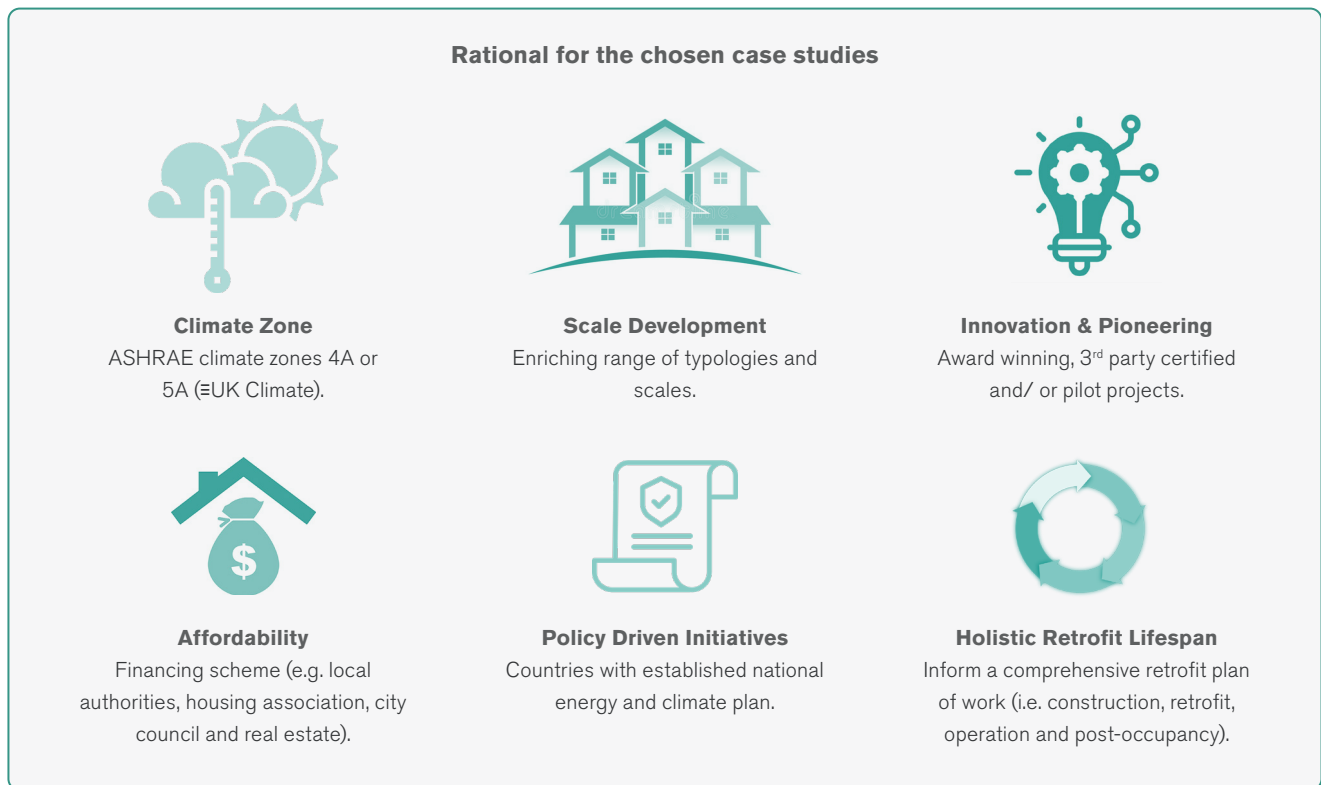 Rational for the chosen case studies
Climate Zone
ASHRAE climate zones 4A or
5A (≡UK Climate).
Scale Development
Enriching range of typologies and
scales.
Innovation & Pioneering
Award winning, 3rd party certified
and/ or pilot projects.
$
Affordability
Financing scheme (e.g. local
authorities, housing association, city
council and real estate).
Policy Driven Initiatives
Countries with established national
energy and climate plan.
Holistic Retrofit Lifespan
Inform a comprehensive retrofit plan
of work (i.e. construction, retrofit,
operation and post-occupancy).